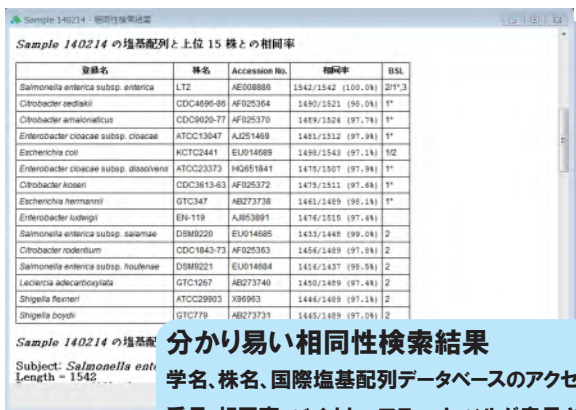 Sample 140214 - 相同性検索結果
Sample 140214 の塩基配列と上位 15 株との相同率
登録名 株名 Accession No. 相同率 BSL
Salmonella enterica subsp. enterica LT2 AE008886 1542/1542 (100.0%) 2/1*,3
Citrobacter sedlakii CDC4696-86 AF025364 1490/1521 (98.0%) 1*
Citrobacter amalonaticus CDC9020-77 AF025370 1489/1524 (97.7%) 1*
Enterobacter cloacae subsp. cloacae ATCC13047 AJ251469 1481/1512 (97.9%) 1*
Escherichia coli KCTC2441 EU014689 1498/1543 (97.1%) 1/2
Enterobacter cloacae subsp. dissolvens ATCC23373 HQ651841 1475/1507 (97.9%) 1*
Citrobacter koseri CDC3613-63 AF025372 1475/1511 (97.6%) 1*
Escherichia hermannii GTC347 AB273738 1461/1489 (98.1%) 1*
Enterobacter ludwigii EN-119 AJ853891 1476/1515 (97.4%)
Salmonella enterica subsp. salamae DSM9220 EU014685 1433/1448 (99.0%) 2
Citrobacter rodentium CDC1843-73 AF025363 1456/1489 (97.8%) 2
Salmonella enterica subsp. houtenae DSM9221 EU014684 1416/1437 (98.5%) 2
Leclercia adecarboxylata GTC1267 AB273740 1450/1489 (97.4%) 2
Shigella flexneri ATCC29903 X96963 1446/1489 (97.1%) 2
Shigella boydii GTC779 AB273731 1445/1489 (97.0%) 2
Sample 140214 の塩基配
Subject: Salmonella ente
Length = 1542
分かり易い相同性検索結果
学名、株名、国際塩基配列データベースのアクセ